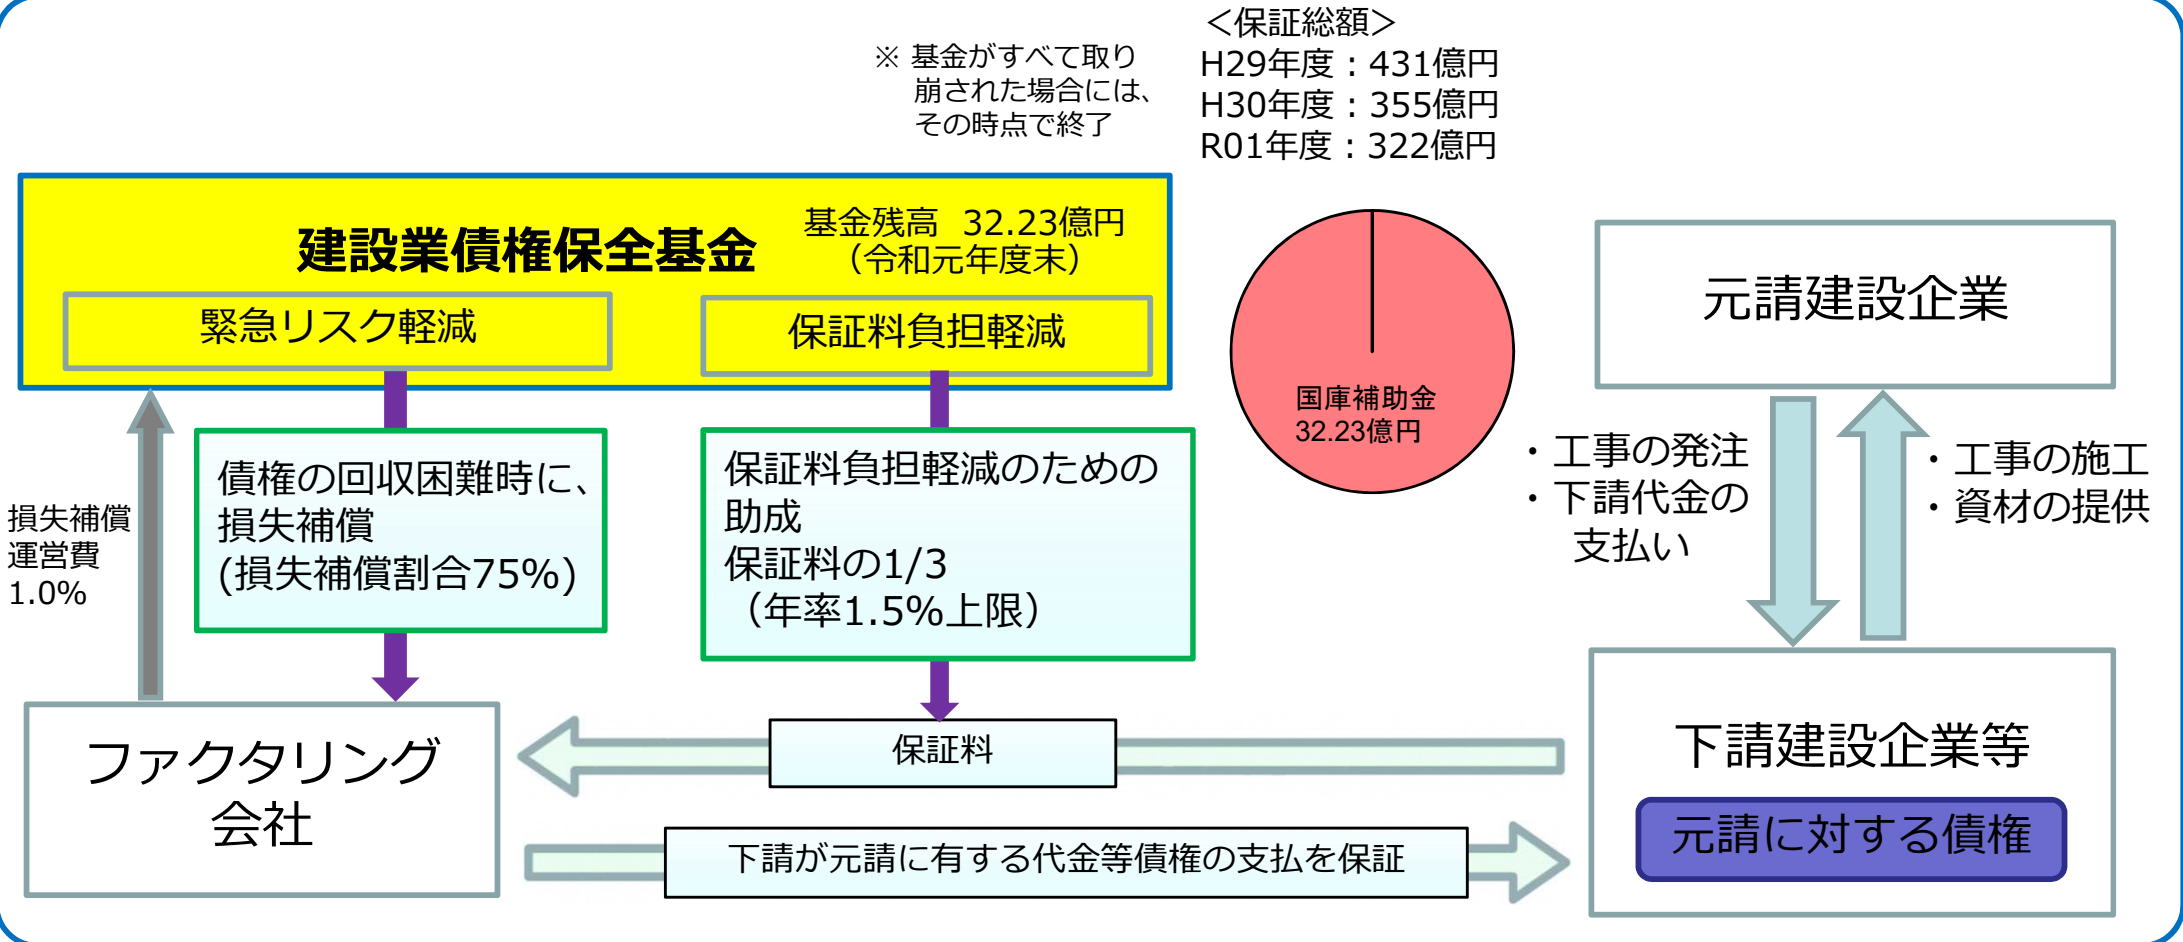 ※ 基金がすべて取り
崩された場合には、
その時点で終了
＜保証総額＞
H29年度：431億円
H30年度：355億円
R01年度：322億円
建設業債権保全基金
基金残高 32.23億円
（令和元年度末）
緊急リスク軽減
保証料負担軽減
国庫補助金
32.23億円
元請建設企業
損失補償
運営費
1.0%
債権の回収困難時に、
損失補償
(損失補償割合75%)
保証料負担軽減のための
助成
保証料の1/3
（年率1.5%上限）
・工事の発注
・下請代金の
支払い
・工事の施工
・資材の提供
ファクタリング
会社
保証料
下請が元請に有する代金等債権の支払を保証
下請建設企業等
元請に対する債権